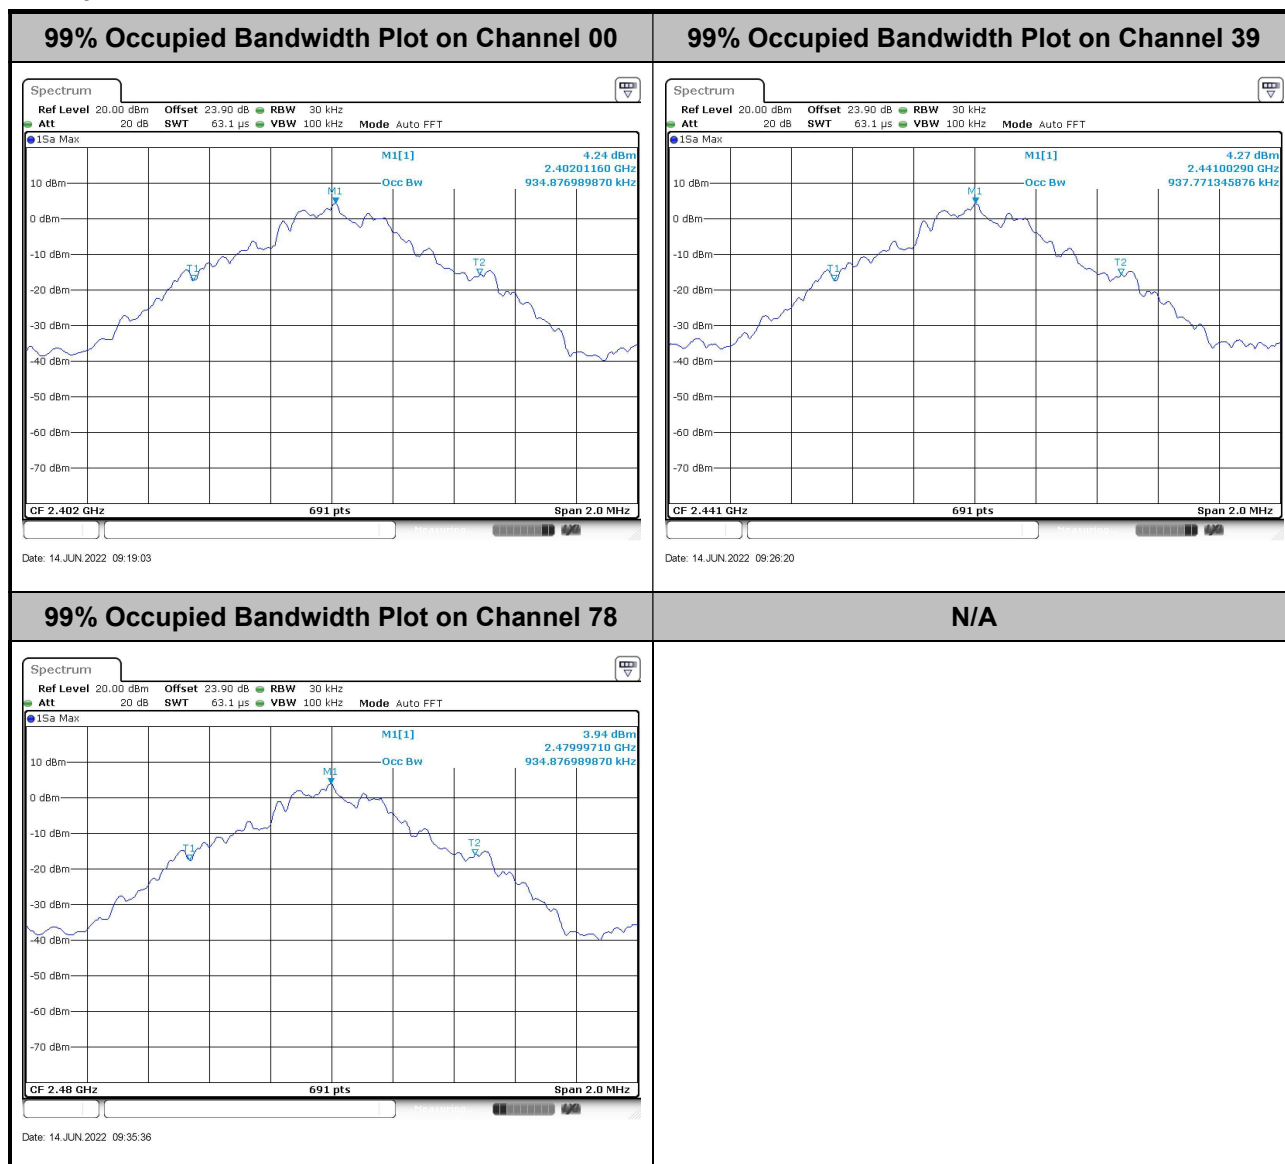 99% Occupied Bandwidth Plot on Channel 00
99% Occupied Bandwidth Plot on Channel 39
Spectrum
Ref Level 20.00 dBm Offset 23.90 dB RBW 30 kHz
Att 20 dB SWT 63.1 µs VBW 100 kHz Mode Auto FFT
1Sa Max
M1[1] 4.24 dBm
2.40201160 GHz
Occ Bw 934.876989870 kHz
10 dBm
M1
0 dBm
-10 dBm
T1
T2
-20 dBm
-30 dBm
-40 dBm
-50 dBm
-60 dBm
-70 dBm
CF 2.402 GHz 691 pts Span 2.0 MHz
Date: 14.JUN.2022 09:19:03
Spectrum
Ref Level 20.00 dBm Offset 23.90 dB RBW 30 kHz
Att 20 dB SWT 63.1 µs VBW 100 kHz Mode Auto FFT
1Sa Max
M1[1] 4.27 dBm
2.44100290 GHz
Occ Bw 937.771345876 kHz
10 dBm
M1
0 dBm
-10 dBm
T1
T2
-20 dBm
-30 dBm
-40 dBm
-50 dBm
-60 dBm
-70 dBm
CF 2.441 GHz 691 pts Span 2.0 MHz
Date: 14.JUN.2022 09:26:20
99% Occupied Bandwidth Plot on Channel 78
N/A
Spectrum
Ref Level 20.00 dBm Offset 23.90 dB RBW 30 kHz
Att 20 dB SWT 63.1 µs VBW 100 kHz Mode Auto FFT
1Sa Max
M1[1] 3.94 dBm
2.47999710 GHz
Occ Bw 934.876989870 kHz
10 dBm
M1
0 dBm
-10 dBm
T1
T2
-20 dBm
-30 dBm
-40 dBm
-50 dBm
-60 dBm
-70 dBm
CF 2.48 GHz 691 pts Span 2.0 MHz
Date: 14.JUN.2022 09:35:36